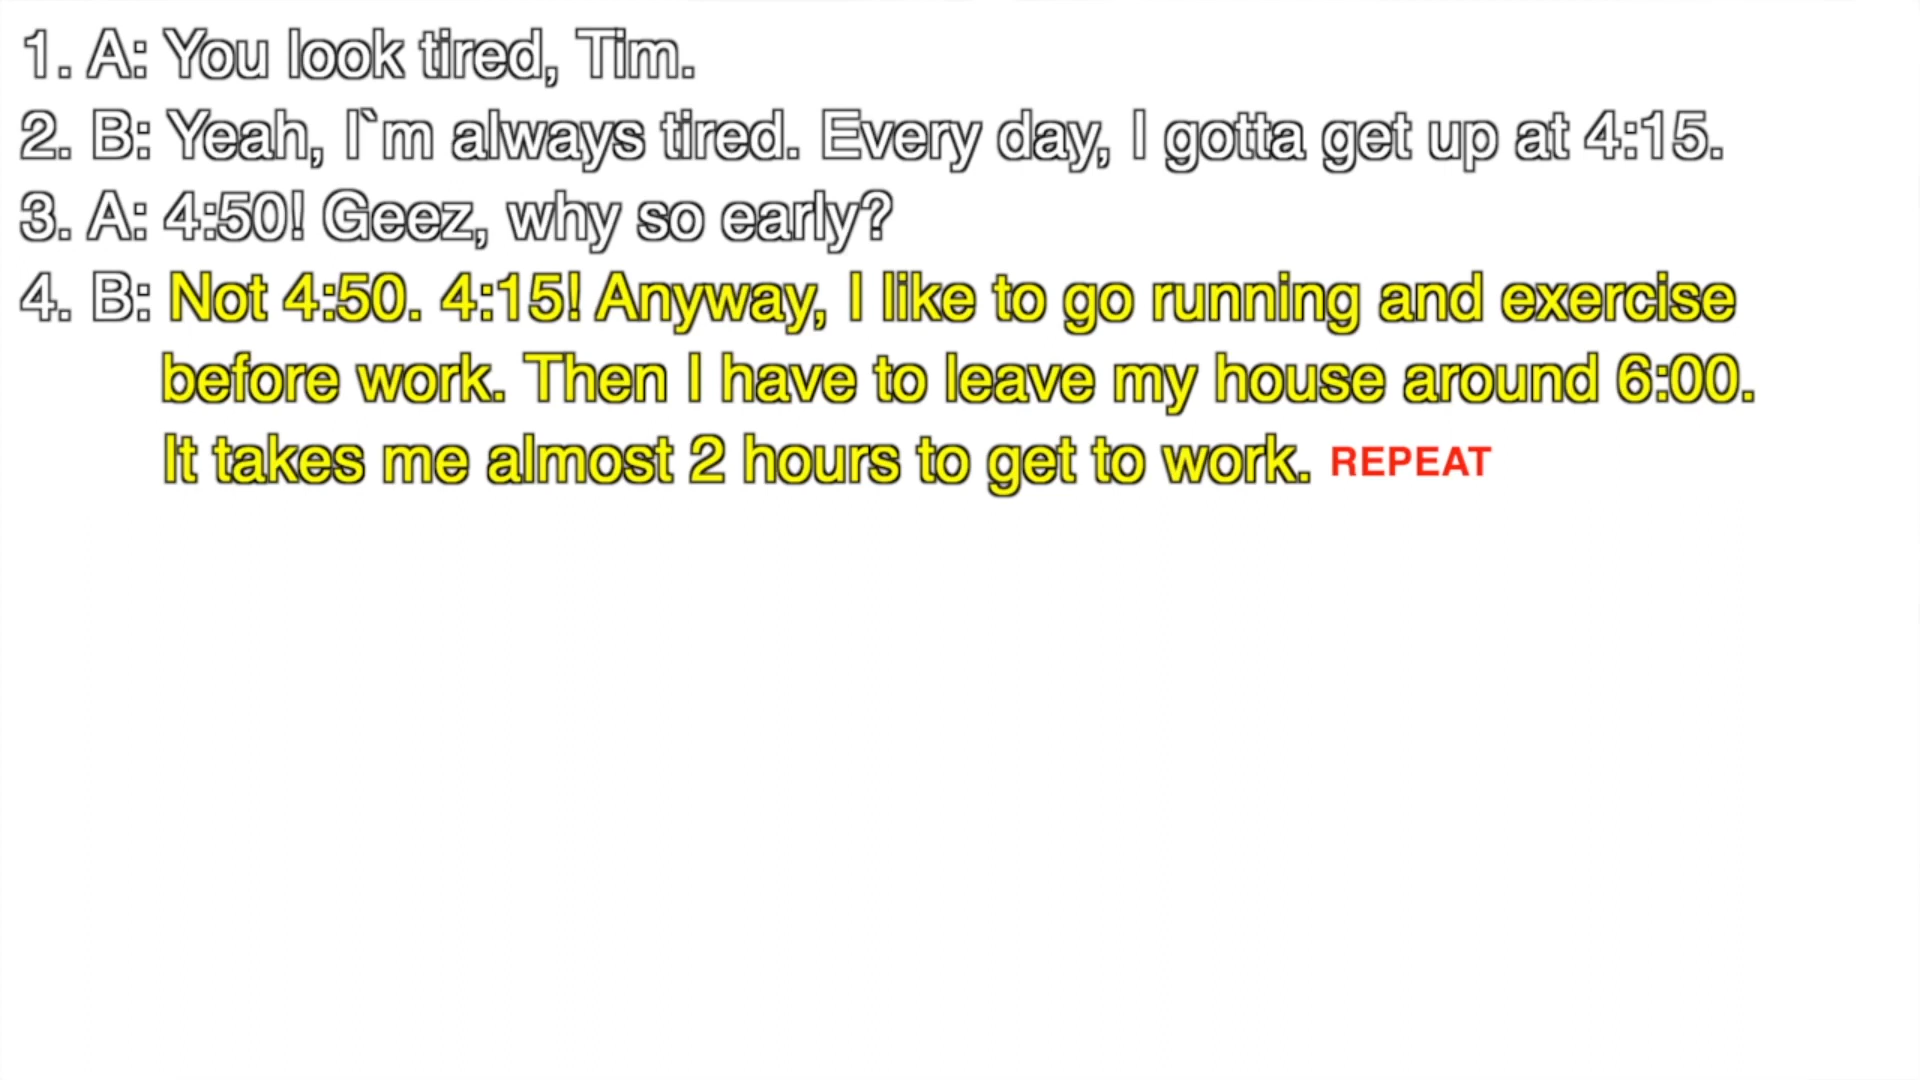 1. A: You look tired, Tim.
2. B: Yeah, I`m always tired. Every day, I gotta get up at 4:15.
3. A: 4:50! Geez, why so early?
4. B: Not 4:50. 4:15! Anyway, I like to go running and exercise
before work. Then I have to leave my house around 6:00.
It takes me almost 2 hours to get to work. REPEAT